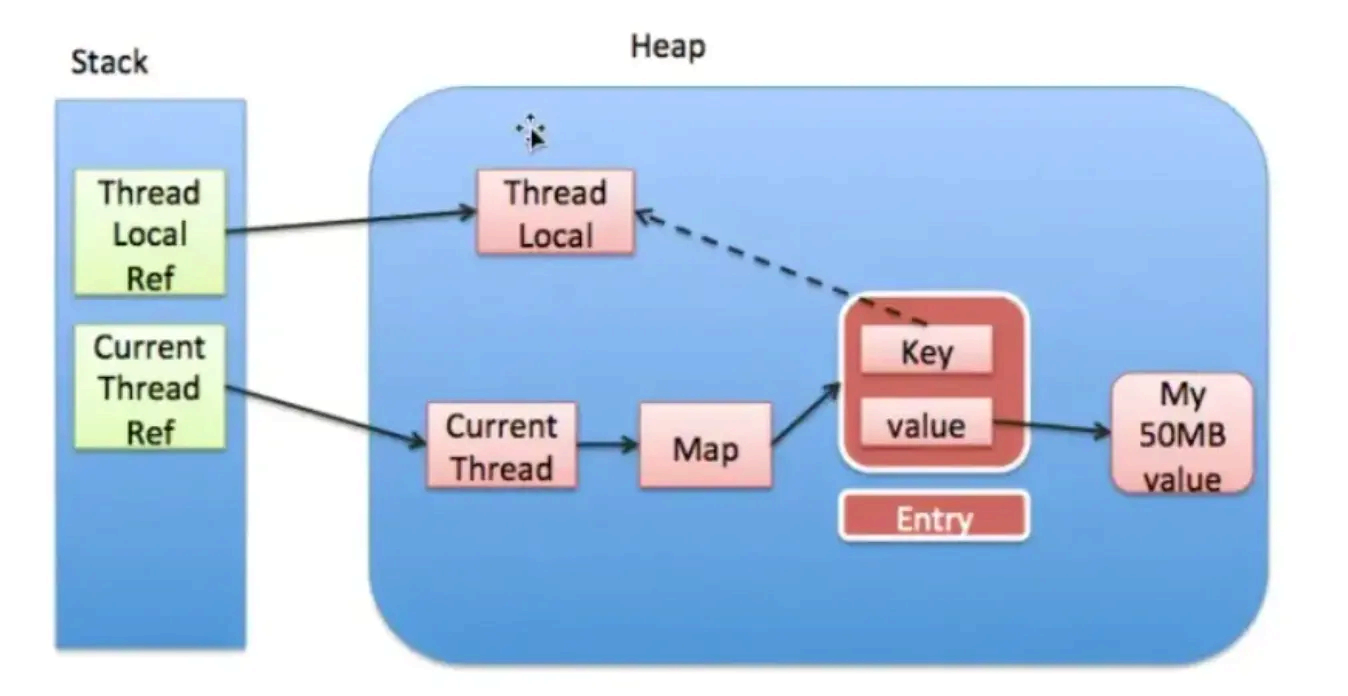 Stack
Heap
Thread
Local
Ref
Thread
Local
Current
Thread
Ref
Current
Thread
Map
Key
value
Entry
My
50MB
value